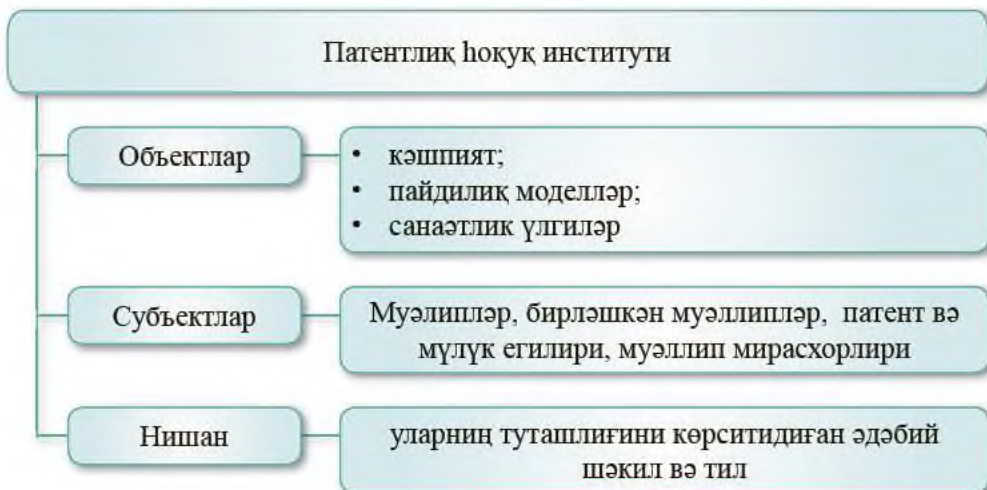 Патентлиқ һоқуқ институти
Объектлар
• кәшпият;
• пайдилиқ моделләр;
• санаәтлик үлгиләр
Субъектлар
Муәлипләр, бирләшкән муәллипләр, патент вә
мүлүк егилири, муәллип мирасхорлири
Нишан
уларниң туташлиғини көрситидиған әдәбий
шәкил вә тил